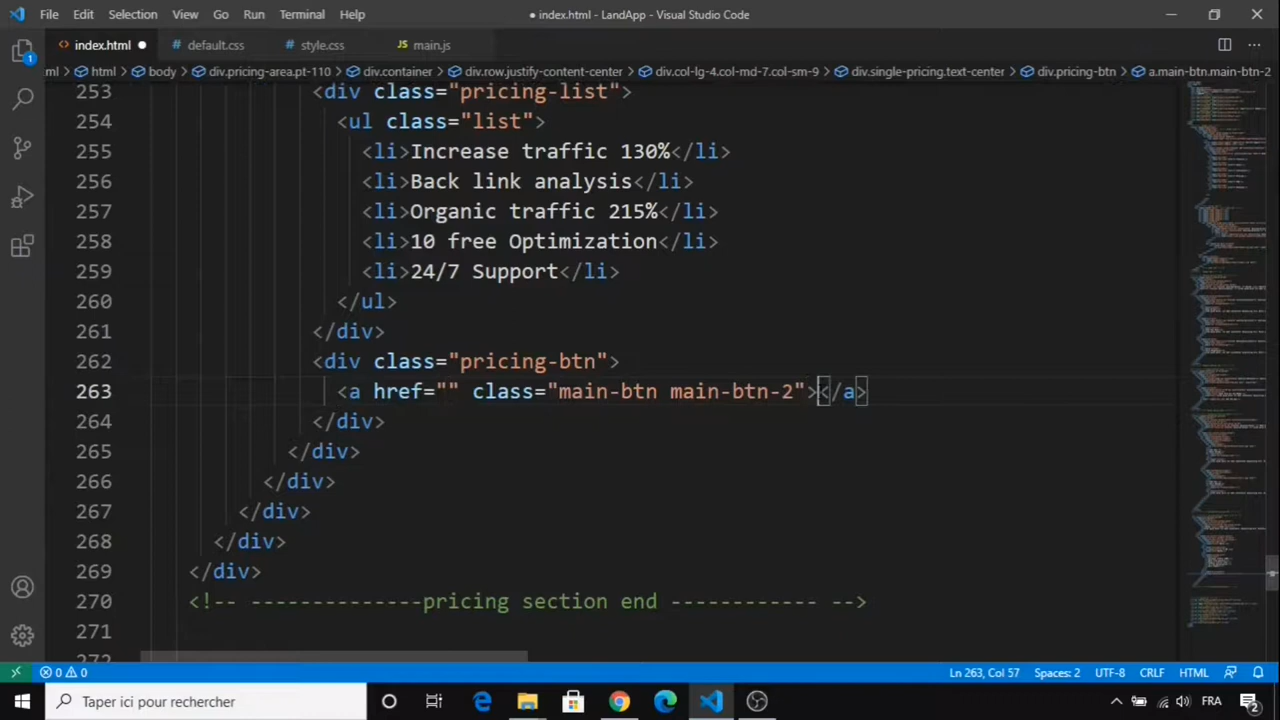 File Edit Selection View Go Run Terminal Help ● index.html - LandApp - Visual Studio Code
index.html ● # default.css # style.css JS main.js
ml > html > body > div.pricing-area.pt-110 > div.container > div.row.justify-content-center > div.col-lg-4.col-md-7.col-sm-9 > div.single-pricing.text-center > div.pricing-btn > a.main-btn.main-btn-2
253 <div class="pricing-list">
254 <ul class="list">
255 <li>Increase traffic 130%</li>
256 <li>Back link analysis</li>
257 <li>Organic traffic 215%</li>
258 <li>10 free Optimization</li>
259 <li>24/7 Support</li>
260 </ul>
261 </div>
262 <div class="pricing-btn">
263 <a href="" class="main-btn main-btn-2"></a>
264 </div>
265 </div>
266 </div>
267 </div>
268 </div>
269 </div>
270 <!-- --------------pricing section end ------------ -->
271
272
1
0 0 Ln 263, Col 57 Spaces: 2 UTF-8 CRLF HTML
Taper ici pour rechercher FRA 2